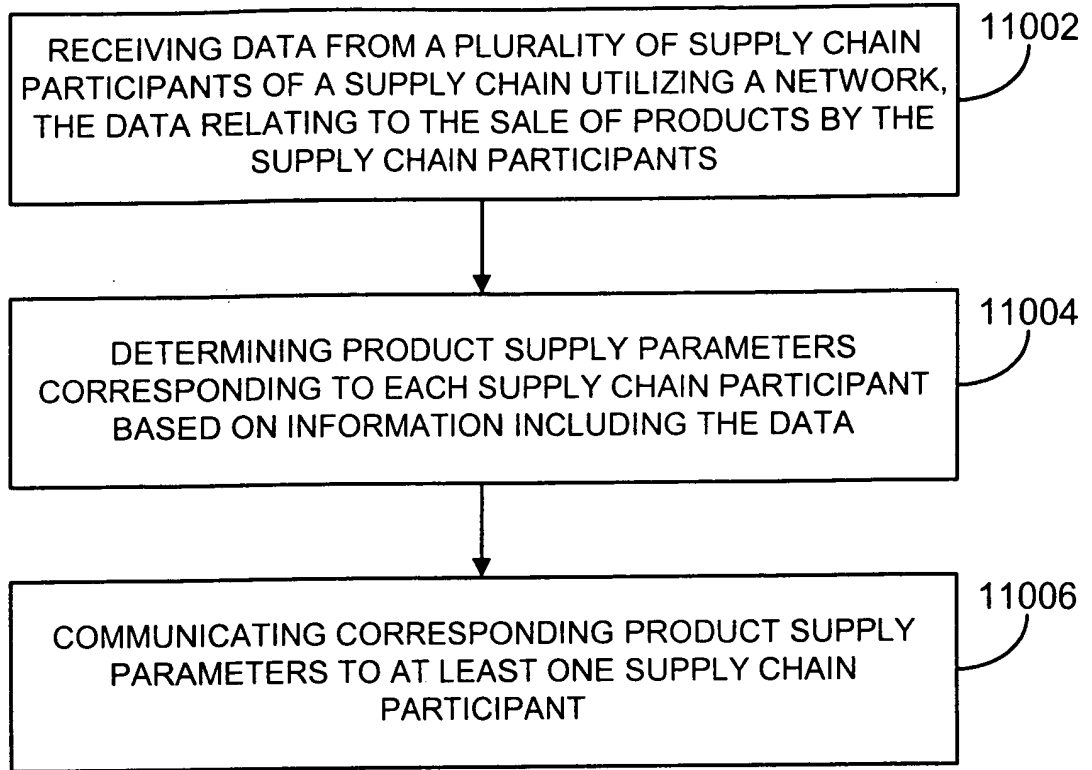 RECEIVING DATA FROM A PLURALITY OF SUPPLY CHAIN
PARTICIPANTS OF A SUPPLY CHAIN UTILIZING A NETWORK,
THE DATA RELATING TO THE SALE OF PRODUCTS BY THE
SUPPLY CHAIN PARTICIPANTS
11002
DETERMINING PRODUCT SUPPLY PARAMETERS
CORRESPONDING TO EACH SUPPLY CHAIN PARTICIPANT
BASED ON INFORMATION INCLUDING THE DATA
11004
COMMUNICATING CORRESPONDING PRODUCT SUPPLY
PARAMETERS TO AT LEAST ONE SUPPLY CHAIN
PARTICIPANT
11006